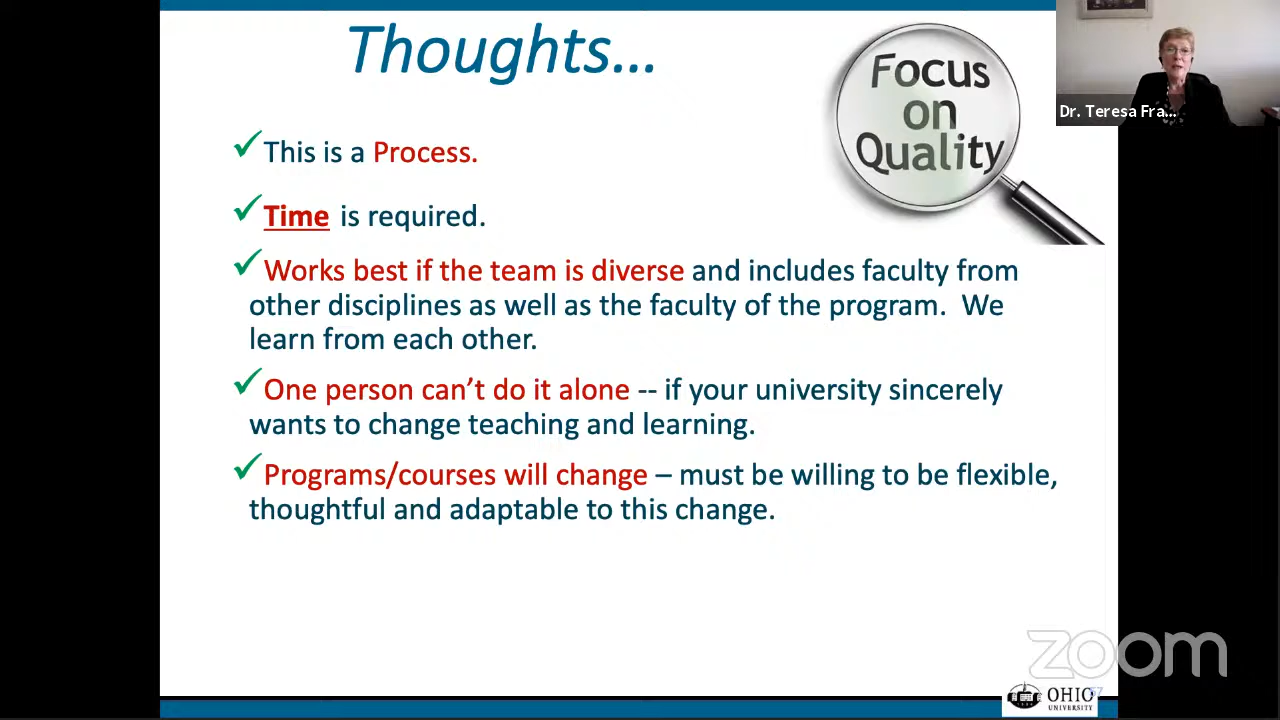 Thoughts...
Focus
on
Quality
Dr. Teresa Fra...
This is a Process.
Time is required.
Works best if the team is diverse and includes faculty from
other disciplines as well as the faculty of the program. We
learn from each other.
One person can't do it alone -- if your university sincerely
wants to change teaching and learning.
Programs/courses will change – must be willing to be flexible,
thoughtful and adaptable to this change.
zoom
OHIO
UNIVERSITY